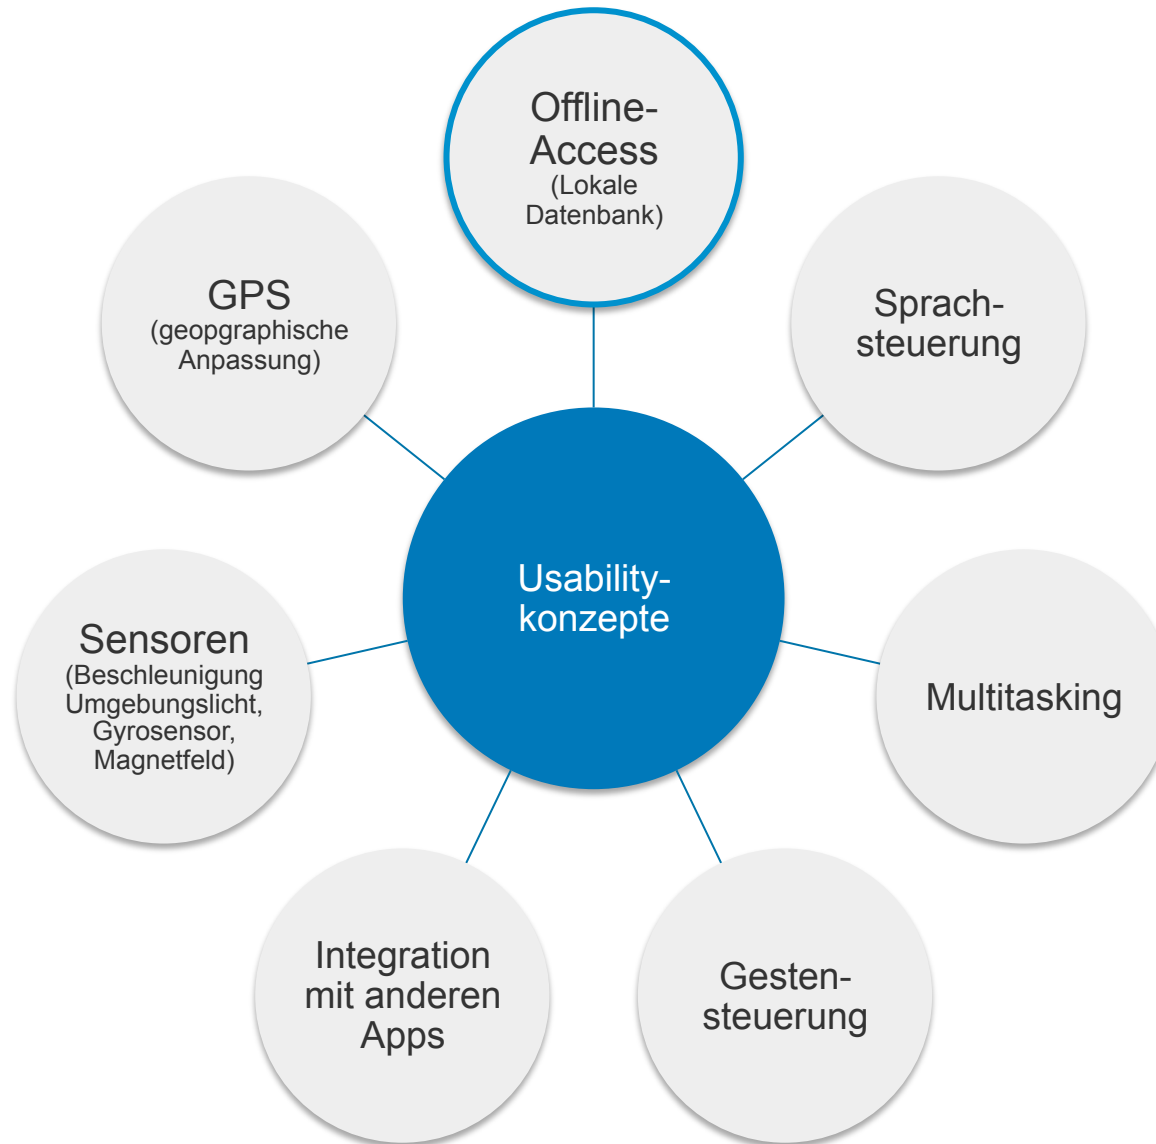 Offline-
Access
(Lokale
Datenbank)
GPS
(geopgraphische
Anpassung)
Sprach-
steuerung
Usability-
konzepte
Sensoren
(Beschleunigung
Umgebungslicht,
Gyrosensor,
Magnetfeld)
Multitasking
Integration
mit anderen
Apps
Gesten-
steuerung